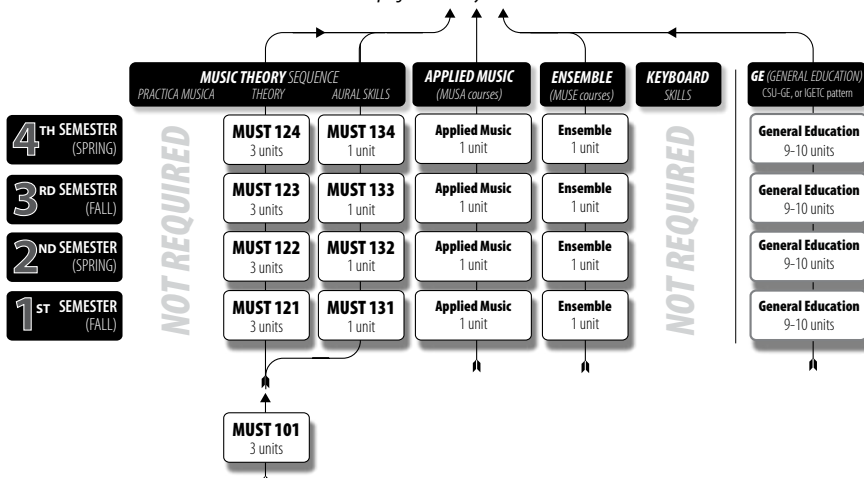 MUSIC THEORY SEQUENCE
PRACTICA MUSICA THEORY AURAL SKILLS
APPLIED MUSIC
(MUSA courses)
ENSEMBLE
(MUSE courses)
KEYBOARD
SKILLS
GE (GENERAL EDUCATION)
CSU-GE, or IGETC pattern
4TH SEMESTER
(SPRING)
NOT REQUIRED
MUST 124
3 units
MUST 134
1 unit
Applied Music
1 unit
Ensemble
1 unit
NOT REQUIRED
General Education
9-10 units
3RD SEMESTER
(FALL)
MUST 123
3 units
MUST 133
1 unit
Applied Music
1 unit
Ensemble
1 unit
General Education
9-10 units
2ND SEMESTER
(SPRING)
MUST 122
3 units
MUST 132
1 unit
Applied Music
1 unit
Ensemble
1 unit
General Education
9-10 units
1ST SEMESTER
(FALL)
MUST 121
3 units
MUST 131
1 unit
Applied Music
1 unit
Ensemble
1 unit
General Education
9-10 units
MUST 101
3 units